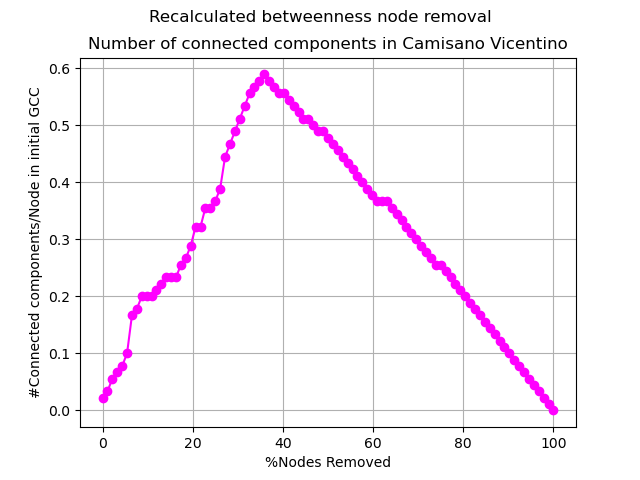 Recalculated betweenness node removal
Number of connected components in Camisano Vicentino
#Connected components/Node in initial GCC
0.6
0.5
0.4
0.3
0.2
0.1
0.0
0 20 40 60 80 100
%Nodes Removed